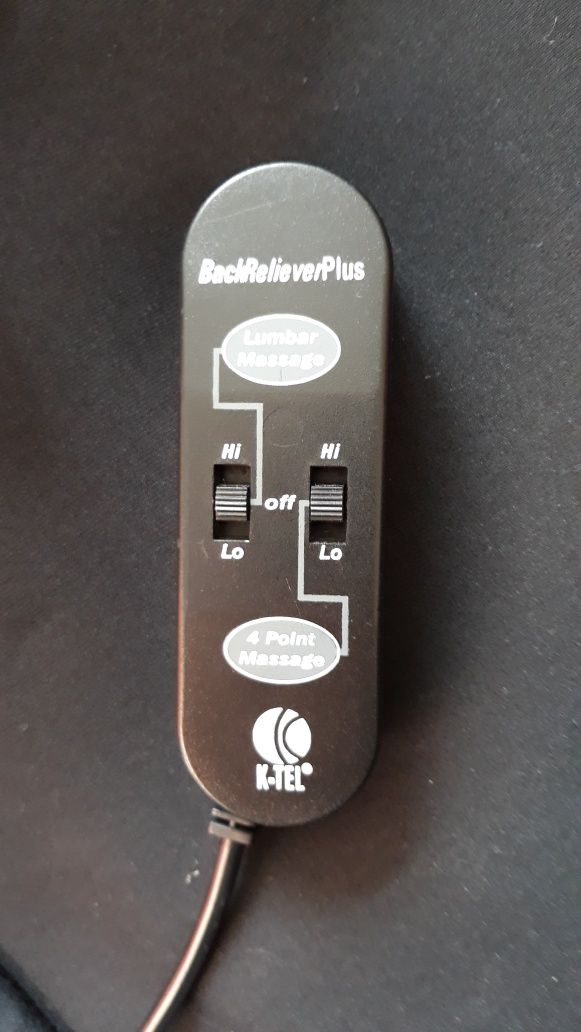 BackRelieverPlus
Lumbar
Massage
Hi Hi
off
Lo Lo
4 Point
Massage
K-TEL®